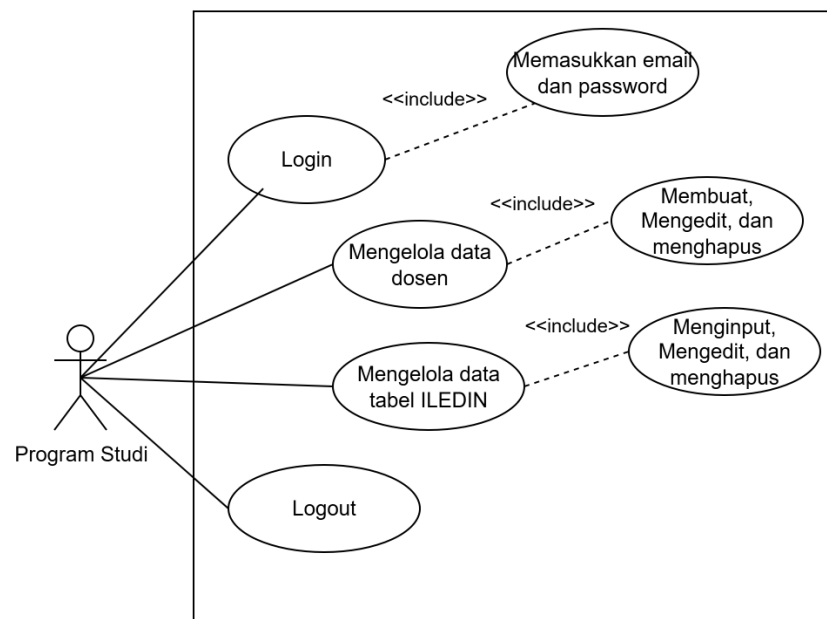 Memasukkan email
dan password
<<include>>
Login
<<include>>
Membuat,
Mengedit, dan
menghapus
Mengelola data
dosen
<<include>>
Menginput,
Mengedit, dan
menghapus
Mengelola data
tabel ILEDIN
Program Studi
Logout